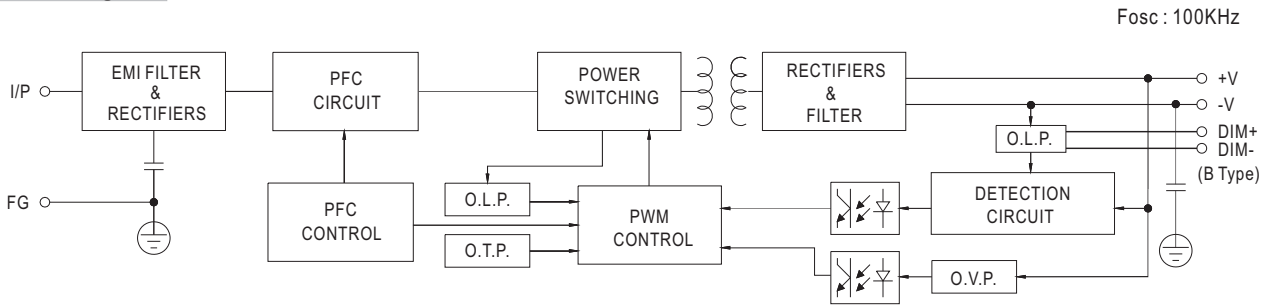 Fosc : 100KHz
I/P
EMI FILTER
&
RECTIFIERS
PFC
CIRCUIT
POWER
SWITCHING
RECTIFIERS
&
FILTER
+V
-V
DIM+
DIM-
(B Type)
O.L.P.
FG
PFC
CONTROL
O.L.P.
O.T.P.
PWM
CONTROL
DETECTION
CIRCUIT
O.V.P.